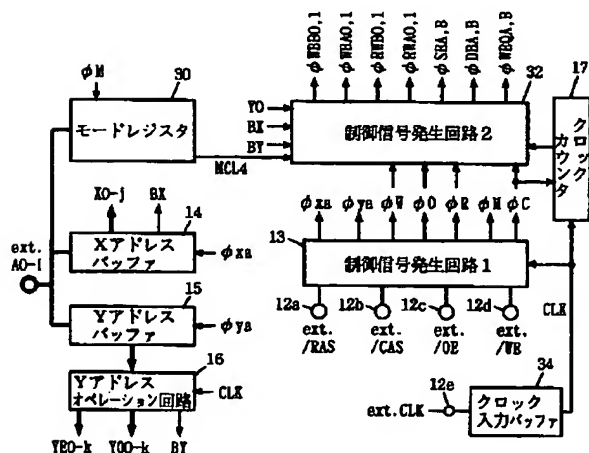 φWBB0,1
φWBA0,1
φRWB0,1
φRWA0,1
φSBA,B
φDBA,B
φWEQA,B
φM
30
32
17
モードレジスタ
Y0
BX
BY
制御信号発生回路2
クロック
カウンタ
MCL4
X0-j
BX
14
ext.
A0-i
Xアドレス
バッファ
φxa
φxa
φya
φW
φO
φR
φM
φC
13
制御信号発生回路1
15
Yアドレス
バッファ
φya
12a
12b
12c
12d
ext.
/RAS
ext.
/CAS
ext.
/OE
ext.
/WE
CLK
16
Yアドレス
オペレーション回路
CLK
34
12e
ext.CLK
クロック
入力バッファ
YE0-k
YO0-k
BY